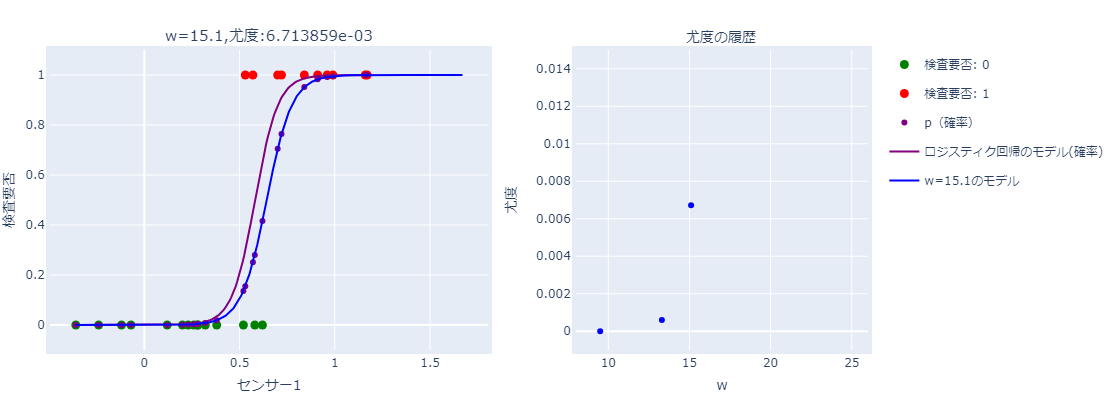 w=15.1,尤度:6.713859e-03
1
0.8
0.6
0.4
0.2
0
検査要否
0
0.5
1
1.5
センサー1
尤度の履歴
0.014
0.012
0.01
0.008
0.006
0.004
0.002
0
尤度
10
15
20
25
w
検査要否: 0
検査要否: 1
p（確率）
ロジスティク回帰のモデル(確率)
w=15.1のモデル